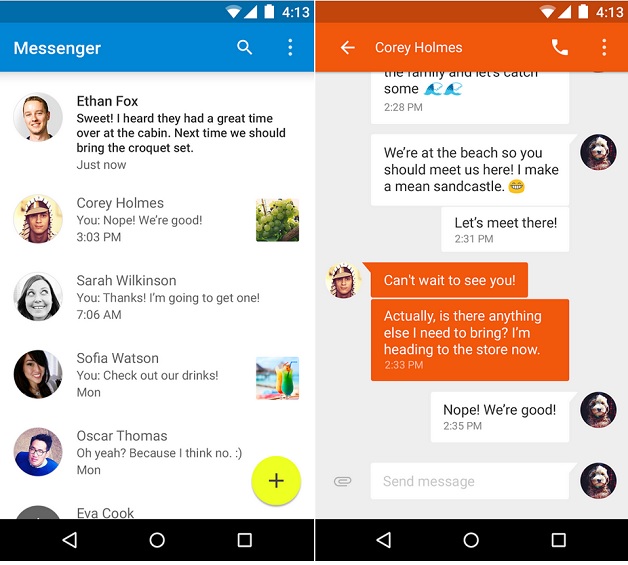 4:13
Messenger
Ethan Fox
Sweet! I heard they had a great time
over at the cabin. Next time we should
bring the croquet set.
Just now
Corey Holmes
You: Nope! We're good!
3:03 PM
Sarah Wilkinson
You: Thanks! I'm going to get one!
7:06 AM
Sofia Watson
You: Check out our drinks!
Mon
Oscar Thomas
Oh yeah? Because I think no. :)
Mon
Eva Cook
4:13
Corey Holmes
the family and let's catch
some 🌊🌊
2:28 PM
We're at the beach so you
should meet us here! I make
a mean sandcastle. 😁
Let's meet there!
2:31 PM
Can't wait to see you!
Actually, is there anything
else I need to bring? I'm
heading to the store now.
2:33 PM
Nope! We're good!
2:35 PM
Send message